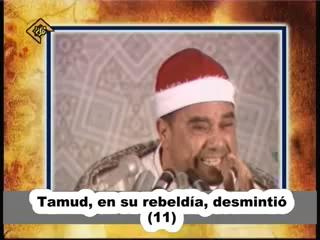 Tamud, en su rebeldía, desmintió
(11)